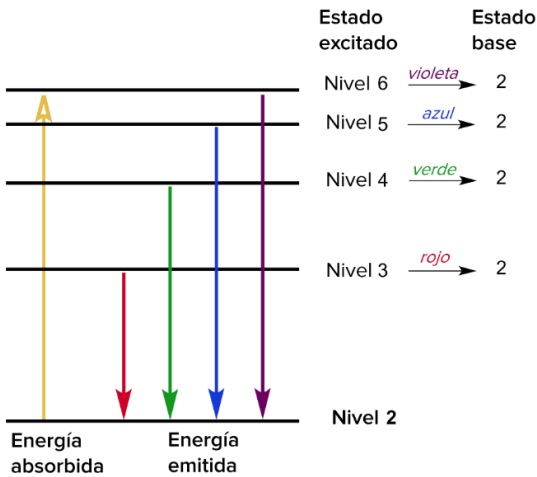 Estado
excitado
Estado
base
Nivel 6 violeta 2
Nivel 5 azul 2
Nivel 4 verde 2
Nivel 3 rojo 2
Nivel 2
Energía
absorbida
Energía
emitida